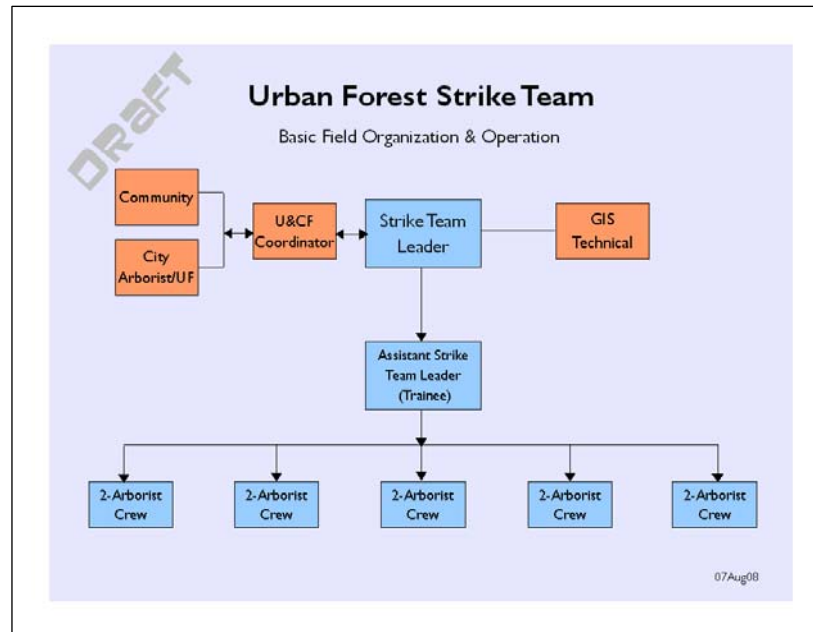 DRAFT
Urban Forest Strike Team
Basic Field Organization & Operation
Community
City
Arborist/UF
U&CF
Coordinator
Strike Team
Leader
GIS
Technical
Assistant Strike
Team Leader
(Trainee)
2-Arborist
Crew
2-Arborist
Crew
2-Arborist
Crew
2-Arborist
Crew
2-Arborist
Crew
07Aug08